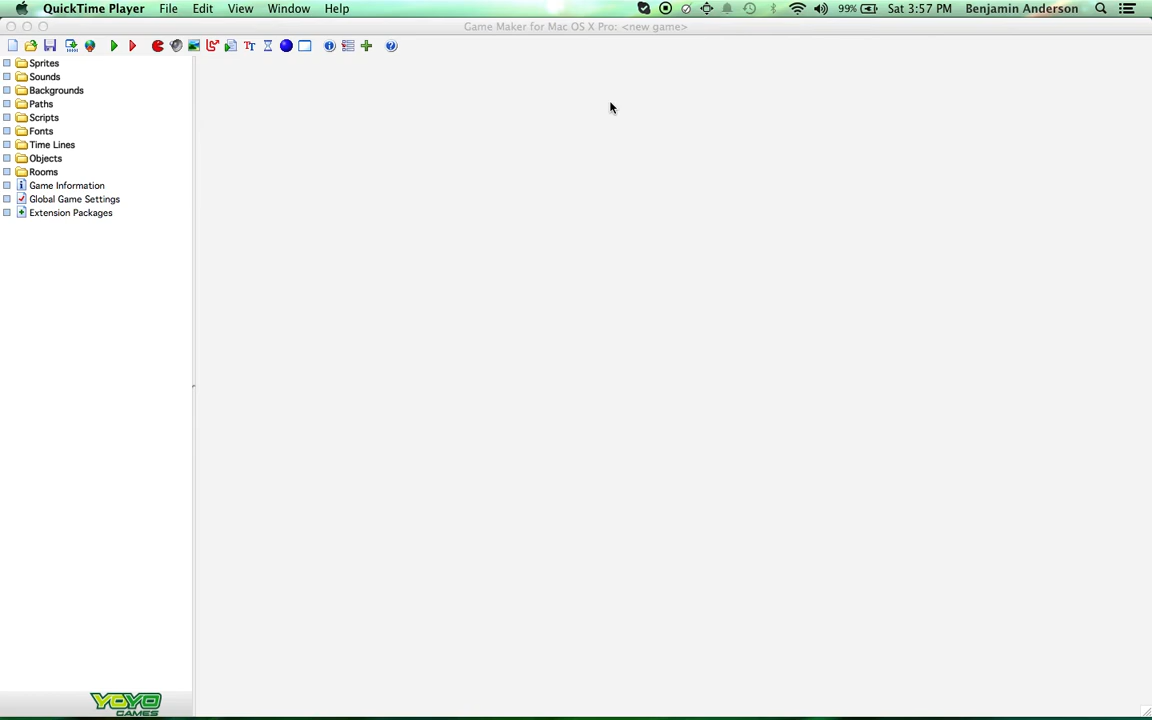 QuickTime Player File Edit View Window Help 99% Sat 3:57 PM Benjamin Anderson
Game Maker for Mac OS X Pro: <new game>
Sprites
Sounds
Backgrounds
Paths
Scripts
Fonts
Time Lines
Objects
Rooms
Game Information
Global Game Settings
Extension Packages
YOYO
GAMES